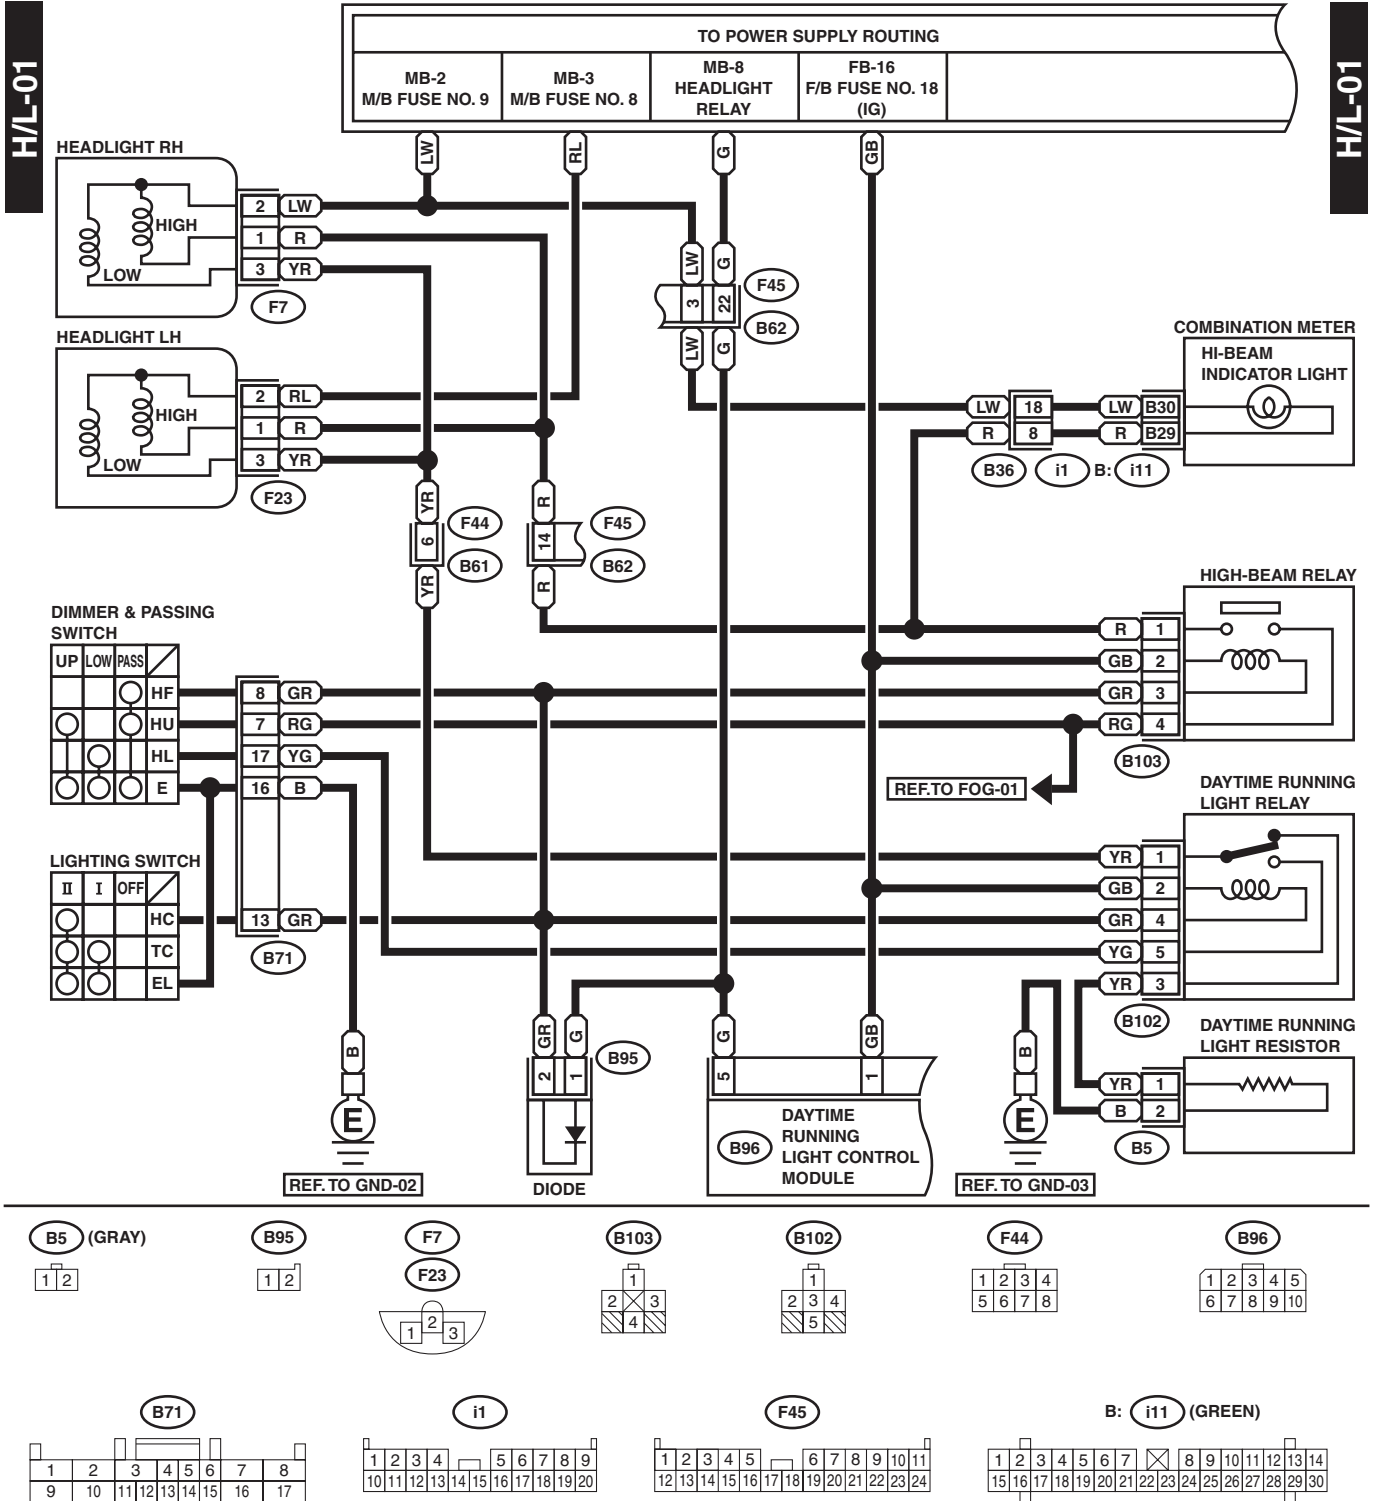 H/L-01
H/L-01
TO POWER SUPPLY ROUTING
MB-2
M/B FUSE NO. 9
MB-3
M/B FUSE NO. 8
MB-8
HEADLIGHT
RELAY
FB-16
F/B FUSE NO. 18
(IG)
LW
RL
G
GB
HEADLIGHT RH
HIGH
LOW
2 LW
1 R
3 YR
F7
HEADLIGHT LH
HIGH
LOW
2 RL
1 R
3 YR
F23
LW G
3 22
LW G
F45
B62
YR
6
YR
F44
B61
R
14
R
F45
B62
COMBINATION METER
HI-BEAM
INDICATOR LIGHT
LW 18 LW B30
R 8 R B29
B36 i1 B: i11
HIGH-BEAM RELAY
R 1
GB 2
GR 3
RG 4
B103
REF.TO FOG-01
DIMMER & PASSING
SWITCH
UP LOW PASS
HF
HU
HL
E
8 GR
7 RG
17 YG
16 B
13 GR
B71
LIGHTING SWITCH
II I OFF
HC
TC
EL
DAYTIME RUNNING
LIGHT RELAY
YR 1
GB 2
GR 4
YG 5
YR 3
B102
DAYTIME RUNNING
LIGHT RESISTOR
YR 1
B 2
B5
B
E
REF. TO GND-02
GR G
2 1
B95
DIODE
G GB
5 1
B96
DAYTIME
RUNNING
LIGHT CONTROL
MODULE
B
E
REF. TO GND-03
B5 (GRAY)
1 2
B95
1 2
F7
F23
1 2 3
B103
1
2 3
4
B102
1
2 3 4
5
F44
1 2 3 4
5 6 7 8
B96
1 2 3 4 5
6 7 8 9 10
B71
1 2 3 4 5 6 7 8
9 10 11 12 13 14 15 16 17
i1
1 2 3 4 5 6 7 8 9
10 11 12 13 14 15 16 17 18 19 20
F45
1 2 3 4 5 6 7 8 9 10 11
12 13 14 15 16 17 18 19 20 21 22 23 24
B: i11 (GREEN)
1 2 3 4 5 6 7 8 9 10 11 12 13 14
15 16 17 18 19 20 21 22 23 24 25 26 27 28 29 30